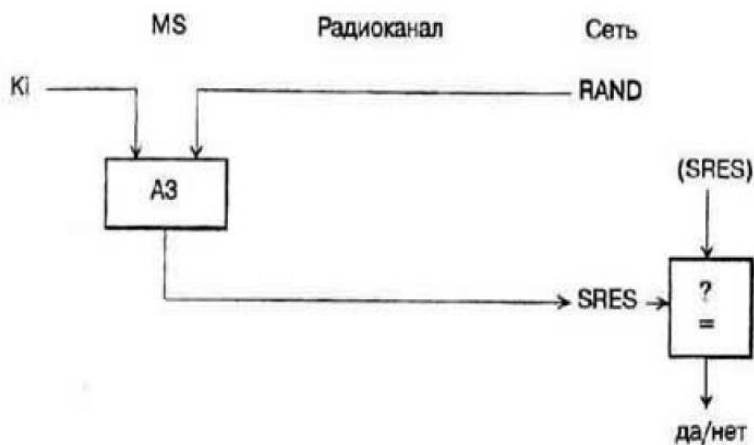 MS Радиоканал Сеть
Ki
RAND
A3
(SRES)
SRES
?
=
да/нет